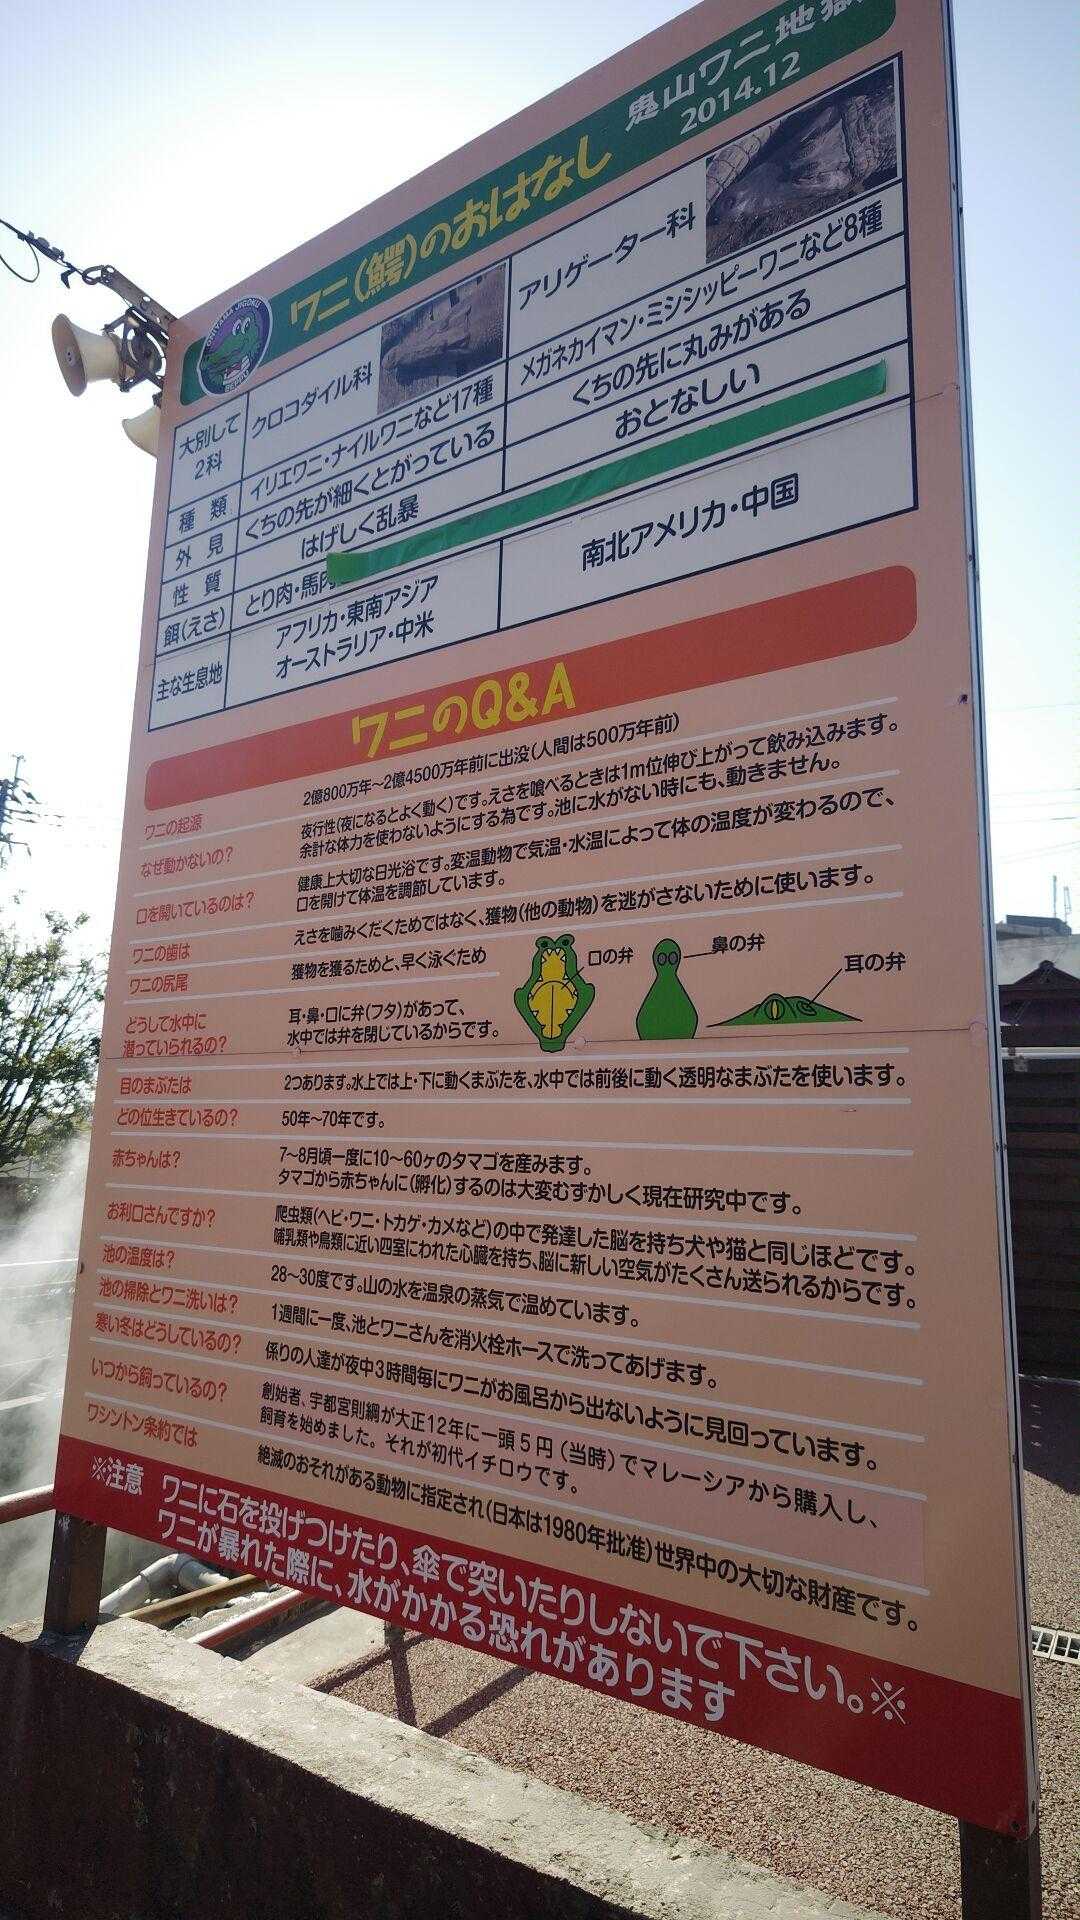 鬼山ワニ地獄
2014.12
ワニ(鰐)のおはなし
ONIYAMA JIGOKU
BEPPU
大別して
2科
クロコダイル科
アリゲーター科
種類
イリエワニ・ナイルワニなど17種
メガネカイマン・ミシシッピーワニなど8種
外見
くちの先が細くとがっている
くちの先に丸みがある
性質
はげしく乱暴
おとなしい
餌(えさ)
とり肉・馬肉
主な生息地
アフリカ・東南アジア
オーストラリア・中米
南北アメリカ・中国
ワニのQ&A
ワニの起源
2億800万年〜2億4500万年前に出没(人間は500万年前)
なぜ動かないの?
夜行性(夜になるとよく動く)です。えさを喰べるときは1m位伸び上がって飲み込みます。
余計な体力を使わないようにする為です。池に水がない時にも、動きません。
口を開いているのは?
健康上大切な日光浴です。変温動物で気温・水温によって体の温度が変わるので、
口を開けて体温を調節しています。
ワニの歯は
えさを噛みくだくためではなく、獲物(他の動物)を逃がさないために使います。
ワニの尻尾
獲物を獲るためと、早く泳ぐため
口の弁
鼻の弁
耳の弁
どうして水中に
潜っていられるの?
耳・鼻・口に弁(フタ)があって、
水中では弁を閉じているからです。
目のまぶたは
2つあります。水上では上・下に動くまぶたを、水中では前後に動く透明なまぶたを使います。
どの位生きているの?
50年〜70年です。
赤ちゃんは?
7〜8月頃一度に10〜60ヶのタマゴを産みます。
タマゴから赤ちゃんに(孵化)するのは大変むずかしく現在研究中です。
お利口さんですか?
爬虫類(ヘビ・ワニ・トカゲ・カメなど)の中で発達した脳を持ち犬や猫と同じほどです。
哺乳類や鳥類に近い四室にわれた心臓を持ち、脳に新しい空気がたくさん送られるからです。
池の温度は?
28〜30度です。山の水を温泉の蒸気で温めています。
池の掃除とワニ洗いは?
1週間に一度、池とワニさんを消火栓ホースで洗ってあげます。
寒い冬はどうしているの?
係りの人達が夜中3時間毎にワニがお風呂から出ないように見回っています。
いつから飼っているの?
創始者、宇都宮則綱が大正12年に一頭5円(当時)でマレーシアから購入し、
飼育を始めました。それが初代イチロウです。
ワシントン条約では
絶滅のおそれがある動物に指定され(日本は1980年批准)世界中の大切な財産です。
※注意 ワニに石を投げつけたり、傘で突いたりしないで下さい。※
ワニが暴れた際に、水がかかる恐れがあります